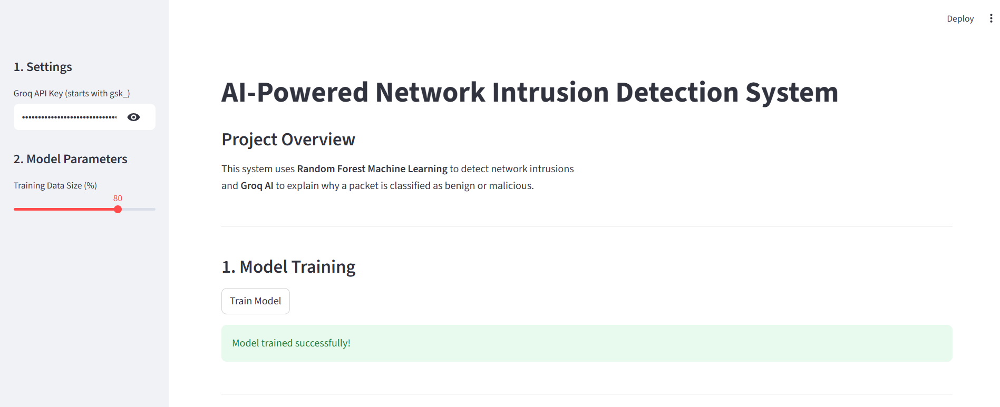 Deploy
1. Settings
Groq API Key (starts with gsk_)
••••••••••••••••••••••••••••••
2. Model Parameters
Training Data Size (%)
80
AI-Powered Network Intrusion Detection System
Project Overview
This system uses Random Forest Machine Learning to detect network intrusions
and Groq AI to explain why a packet is classified as benign or malicious.
1. Model Training
Train Model
Model trained successfully!